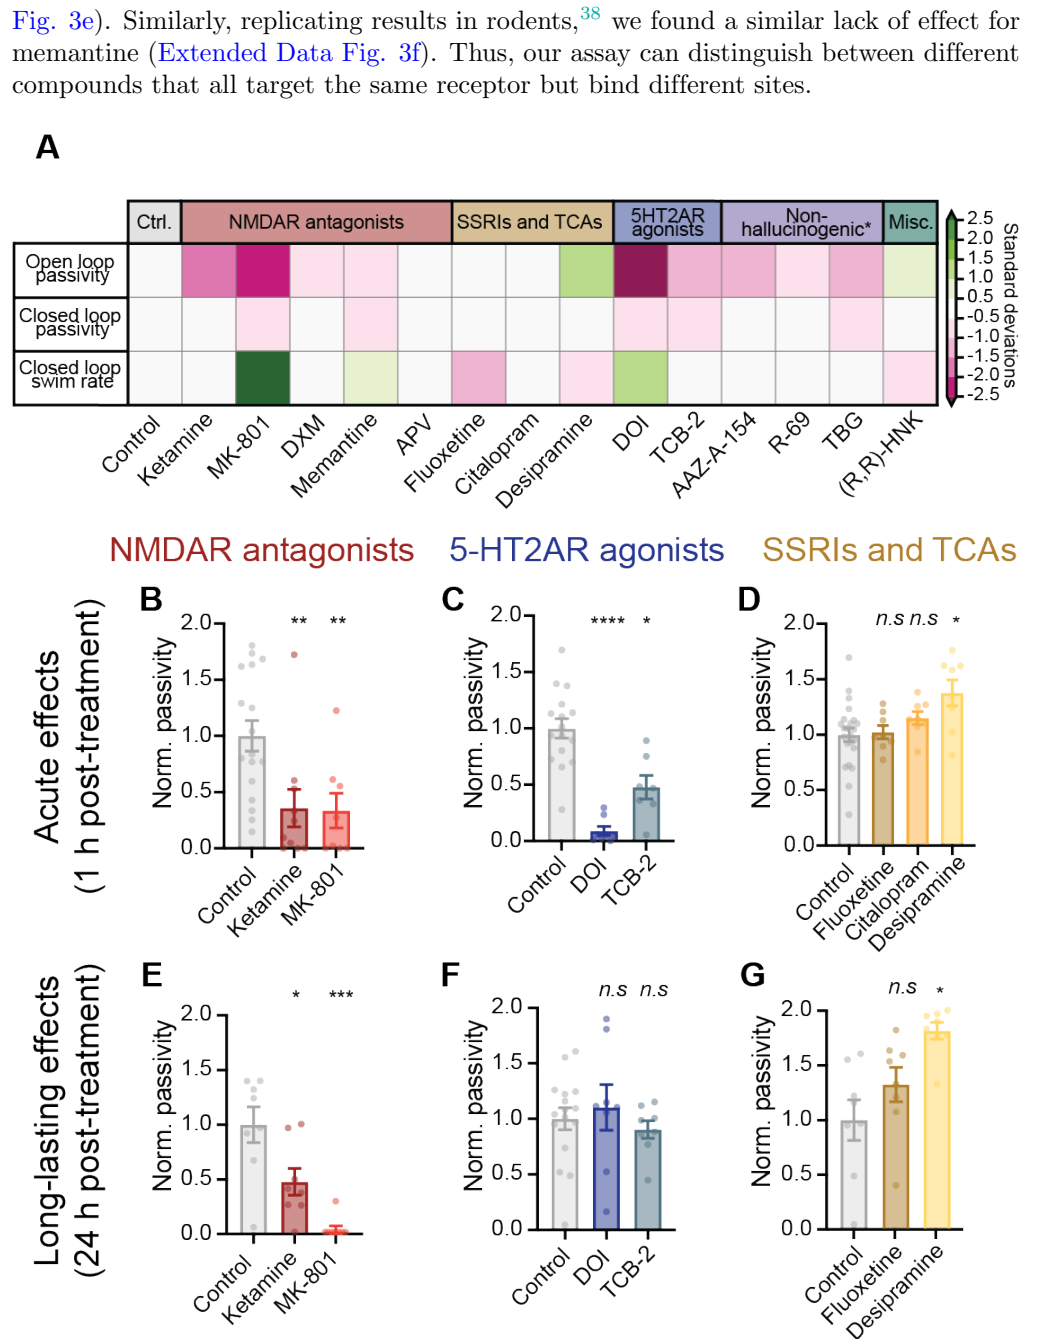 Fig. 3e). Similarly, replicating results in rodents,38 we found a similar lack of effect for
memantine (Extended Data Fig. 3f). Thus, our assay can distinguish between different
compounds that all target the same receptor but bind different sites.
A
Ctrl. NMDAR antagonists SSRIs and TCAs 5HT2AR agonists Non-hallucinogenic* Misc.
Open loop passivity
Closed loop passivity
Closed loop swim rate
2.5
2.0
1.5
1.0
0.5
-0.5
-1.0
-1.5
-2.0
-2.5
Standard deviations
Control Ketamine MK-801 DXM Memantine APV Fluoxetine Citalopram Desipramine DOI TCB-2 AAZ-A-154 R-69 TBG (R,R)-HNK
NMDAR antagonists 5-HT2AR agonists SSRIs and TCAs
Acute effects
(1 h post-treatment)
B
** **
Norm. passivity
2.0
1.5
1.0
0.5
0.0
Control Ketamine MK-801
C
**** *
Norm. passivity
2.0
1.5
1.0
0.5
0.0
Control DOI TCB-2
D
n.s n.s *
Norm. passivity
2.0
1.5
1.0
0.5
0.0
Control Fluoxetine Citalopram Desipramine
Long-lasting effects
(24 h post-treatment)
E
* ***
Norm. passivity
2.0
1.5
1.0
0.5
0.0
Control Ketamine MK-801
F
n.s n.s
Norm. passivity
2.0
1.5
1.0
0.5
0.0
Control DOI TCB-2
G
n.s *
Norm. passivity
2.0
1.5
1.0
0.5
0.0
Control Fluoxetine Desipramine